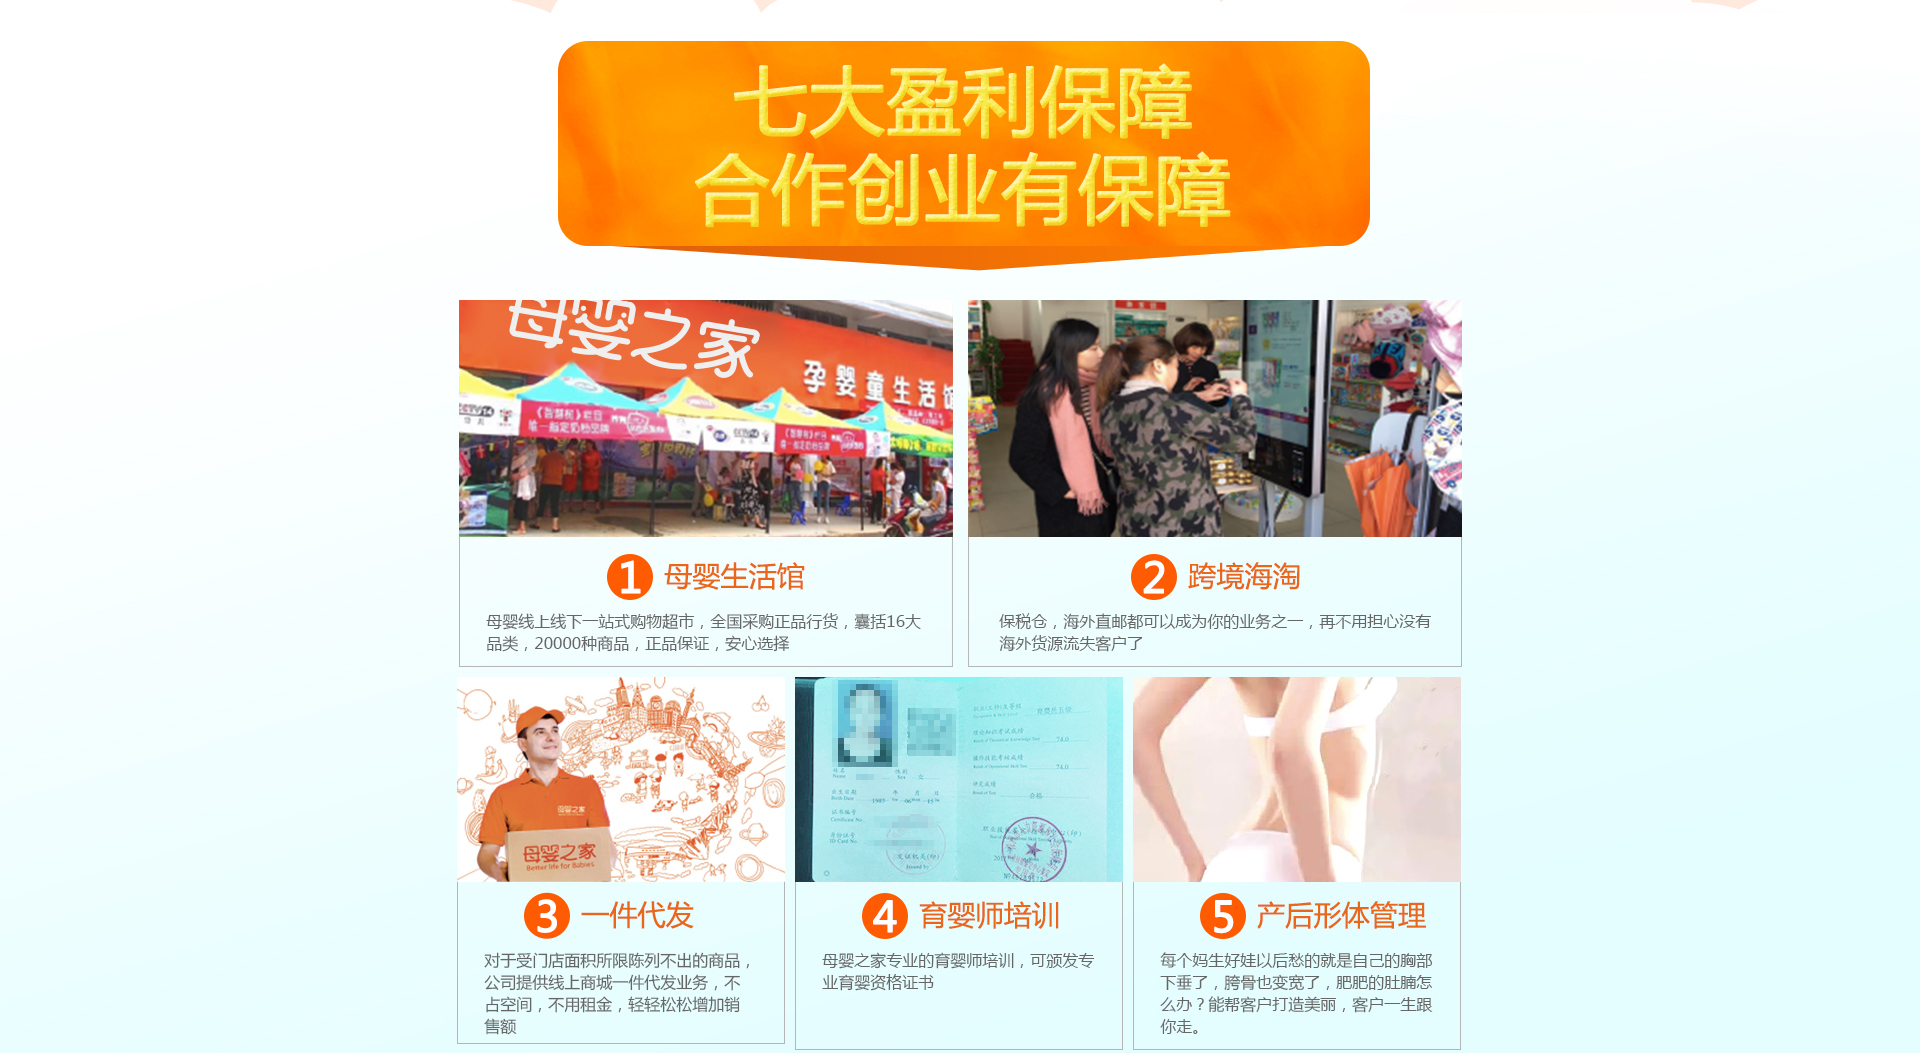 七大盈利保障
合作创业有保障
母婴之家
孕婴童生活馆
1 母婴生活馆
母婴线上线下一站式购物超市，全国采购正品行货，囊括16大
品类，20000种商品，正品保证，安心选择
2 跨境海淘
保税仓，海外直邮都可以成为你的业务之一，再不用担心没有
海外货源流失客户了
母婴之家
母婴之家
Better life for Babies
3 一件代发
对于受门店面积所限陈列不出的商品，
公司提供线上商城一件代发业务，不
占空间，不用租金，轻轻松松增加销
售额
4 育婴师培训
母婴之家专业的育婴师培训，可颁发专
业育婴资格证书
5 产后形体管理
每个妈生好娃以后愁的就是自己的胸部
下垂了，胯骨也变宽了，肥肥的肚腩怎
么办？能帮客户打造美丽，客户一生跟
你走。